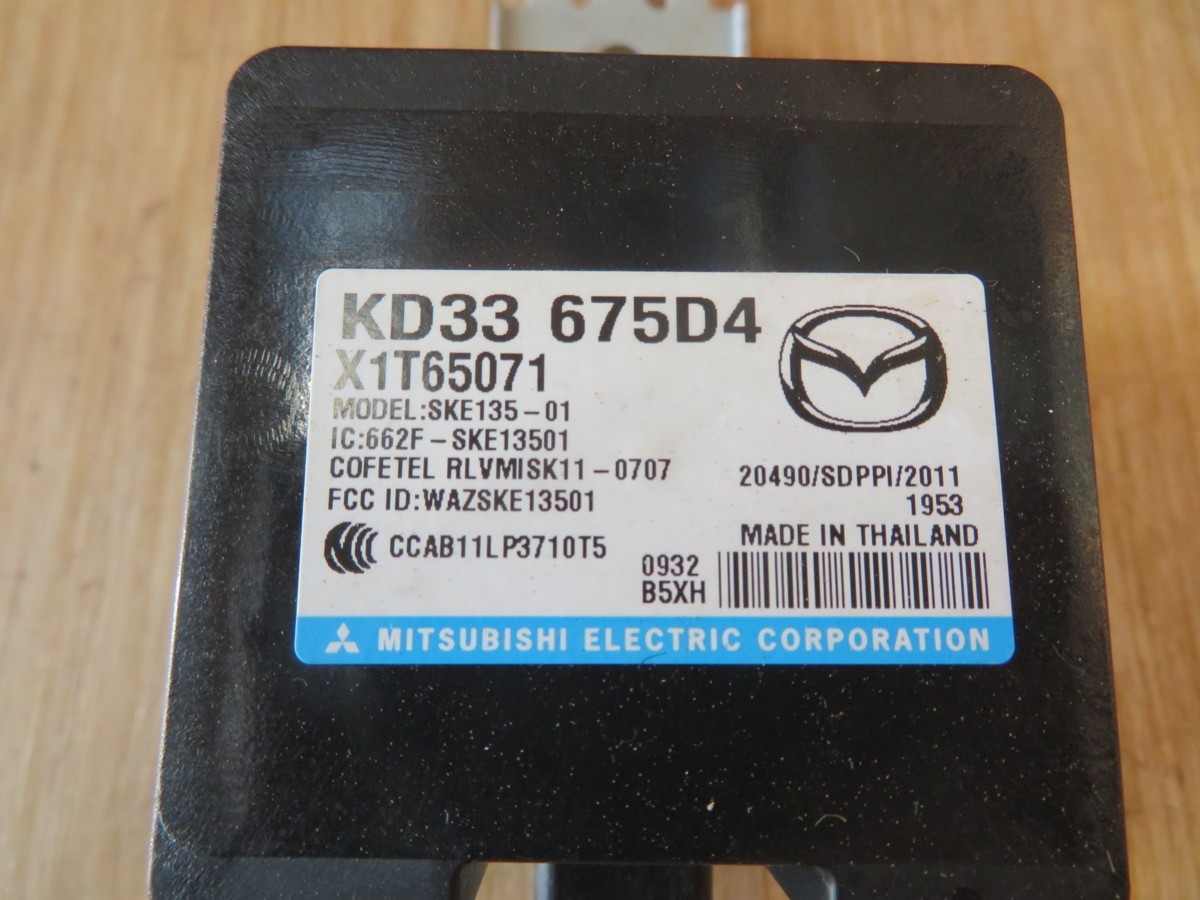 KD33 675D4
X1T65071
MODEL:SKE135-01
IC:662F-SKE13501
COFETEL RLVMISK11-0707
FCC ID:WAZSKE13501
CCAB11LP3710T5
20490/SDPPI/2011
1953
MADE IN THAILAND
0932
B5XH
MITSUBISHI ELECTRIC CORPORATION